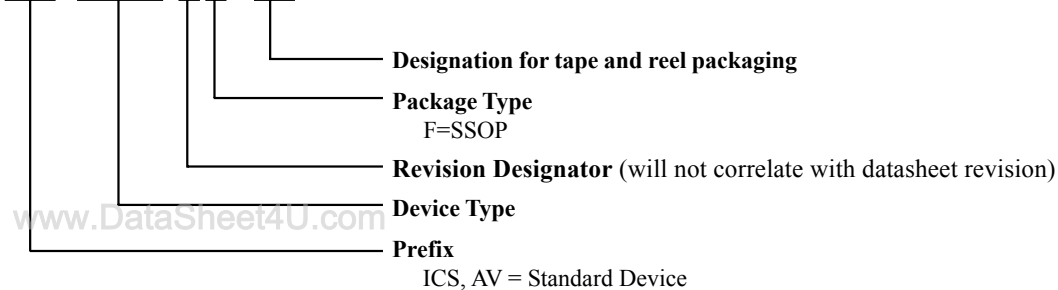 Designation for tape and reel packaging
Package Type
F=SSOP
Revision Designator (will not correlate with datasheet revision)
www.DataSheet4U.com
Device Type
Prefix
ICS, AV = Standard Device